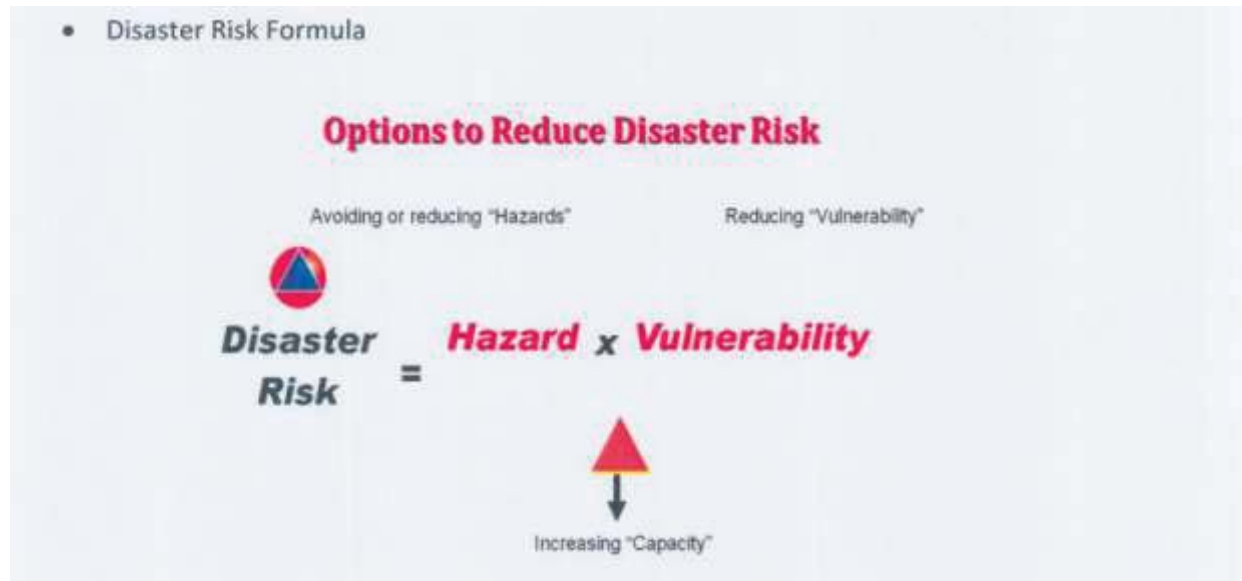 • Disaster Risk Formula
Options to Reduce Disaster Risk
Avoiding or reducing "Hazards"
Reducing "Vulnerability"
Disaster
Risk
=
Hazard x Vulnerability
Increasing "Capacity"